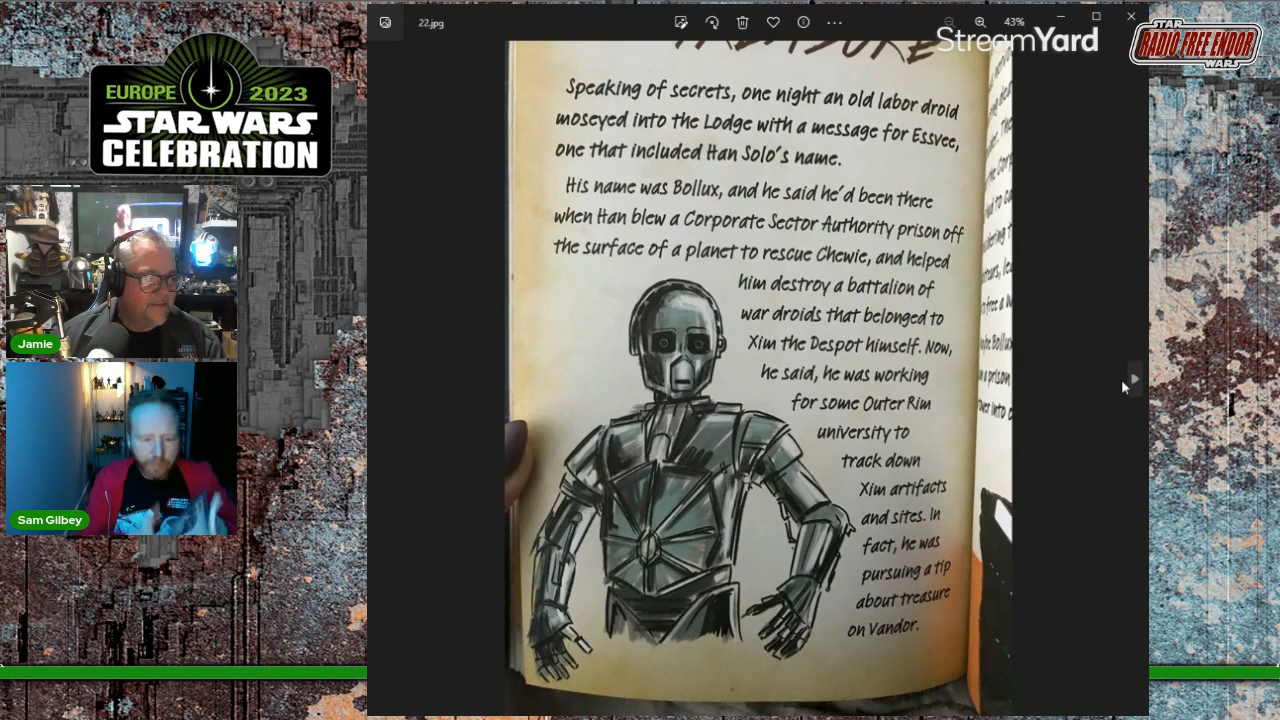 22.jpg
43%
StreamYard
STAR
RADIO FREE ENDOR
WARS
EUROPE 2023
STAR WARS
CELEBRATION
Jamie
Sam Gilbey
TREASURE
Speaking of secrets, one night an old labor droid
moseyed into the Lodge with a message for Essvee,
one that included Han Solo's name.
His name was Bollux, and he said he'd been there
when Han blew a Corporate Sector Authority prison off
the surface of a planet to rescue Chewie, and helped
him destroy a battalion of
war droids that belonged to
Xim the Despot himself. Now,
he said, he was working
for some Outer Rim
university to
track down
Xim artifacts
and sites. In
fact, he was
pursuing a tip
about treasure
on Vandor.